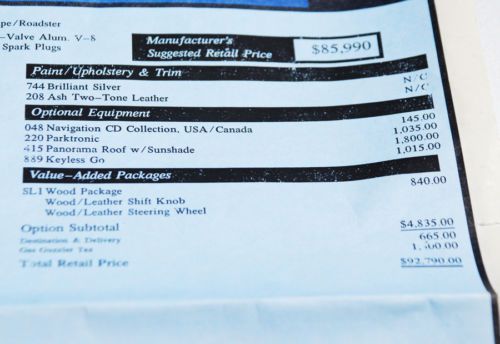 pe/Roadster
-Valve Alum. V-8
Spark Plugs
Manufacturer's
Suggested Retail Price
$85,990
Paint/Upholstery & Trim
744 Brilliant Silver N/C
208 Ash Two-Tone Leather N/C
Optional Equipment
048 Navigation CD Collection, USA/Canada 145.00
220 Parktronic 1,035.00
415 Panorama Roof w/Sunshade 1,800.00
889 Keyless Go 1,015.00
Value-Added Packages
SL1 Wood Package 840.00
Wood/Leather Shift Knob
Wood/Leather Steering Wheel
Option Subtotal $4,835.00
Destination & Delivery 665.00
Gas Guzzler Tax
Total Retail Price $92,790.00